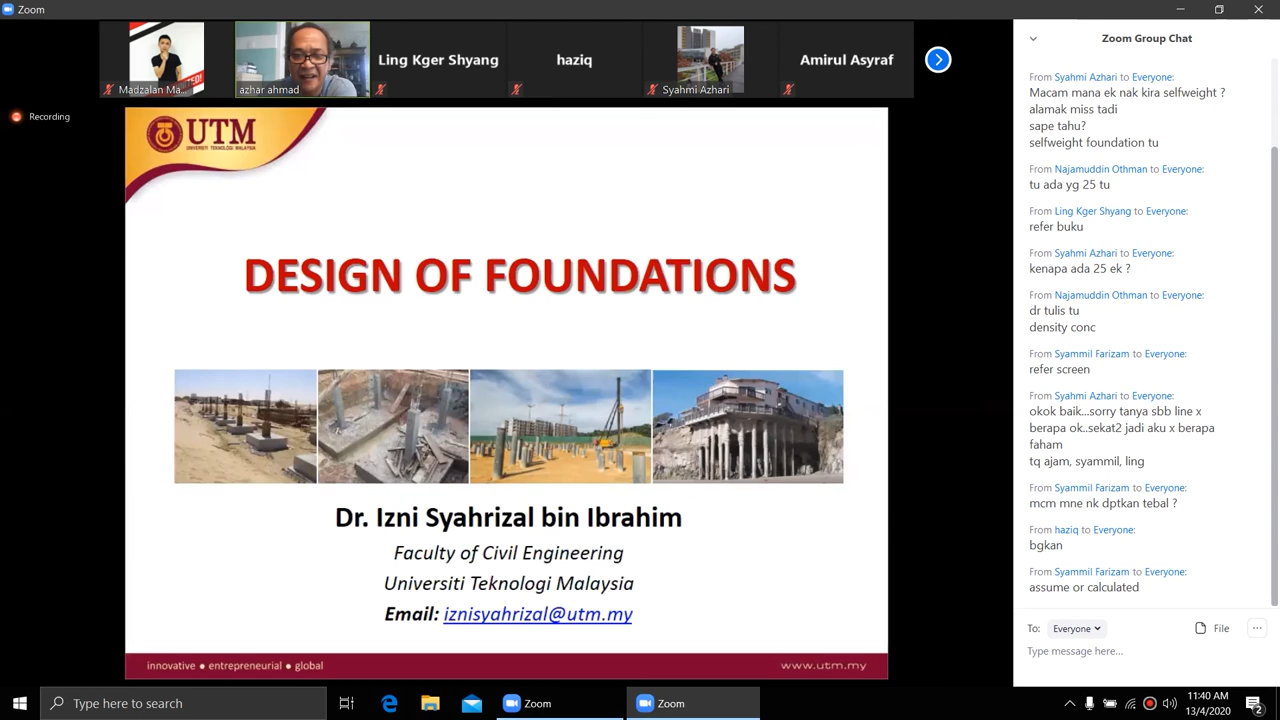 Zoom
Madzalan Ma...
azhar ahmad
Ling Kger Shyang
haziq
Syahmi Azhari
Amirul Asyraf
Recording
UTM
UNIVERSITI TEKNOLOGI MALAYSIA
DESIGN OF FOUNDATIONS
Dr. Izni Syahrizal bin Ibrahim
Faculty of Civil Engineering
Universiti Teknologi Malaysia
Email: iznisyahrizal@utm.my
innovative ● entrepreneurial ● global
www.utm.my
Zoom Group Chat
From Syahmi Azhari to Everyone:
Macam mana ek nak kira selfweight ?
alamak miss tadi
sape tahu?
selfweight foundation tu
From Najamuddin Othman to Everyone:
tu ada yg 25 tu
From Ling Kger Shyang to Everyone:
refer buku
From Syahmi Azhari to Everyone:
kenapa ada 25 ek ?
From Najamuddin Othman to Everyone:
dr tulis tu
density conc
From Syammil Farizam to Everyone:
refer screen
From Syahmi Azhari to Everyone:
okok baik...sorry tanya sbb line x
berapa ok..sekat2 jadi aku x berapa
faham
tq ajam, syammil, ling
From Syammil Farizam to Everyone:
mcm mne nk dptkan tebal ?
From haziq to Everyone:
bgkan
From Syammil Farizam to Everyone:
assume or calculated
To: Everyone
File
Type message here...
Type here to search
Zoom
Zoom
11:40 AM
13/4/2020
2